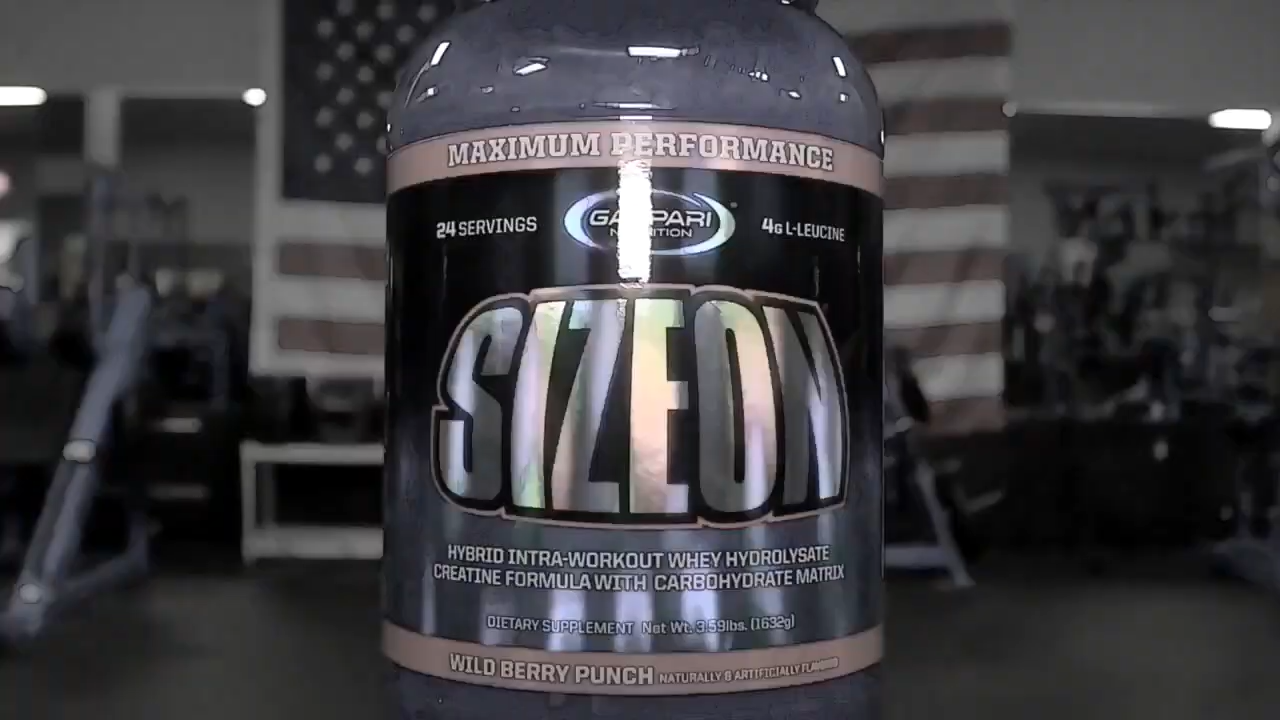 MAXIMUM PERFORMANCE
24 SERVINGS
GASPARI
NUTRITION
4G L-LEUCINE
SIZEON
HYBRID INTRA-WORKOUT WHEY HYDROLYSATE
CREATINE FORMULA WITH CARBOHYDRATE MATRIX
DIETARY SUPPLEMENT Net Wt. 3.59lbs. (1632g)
WILD BERRY PUNCH NATURALLY & ARTIFICIALLY FLAVORED